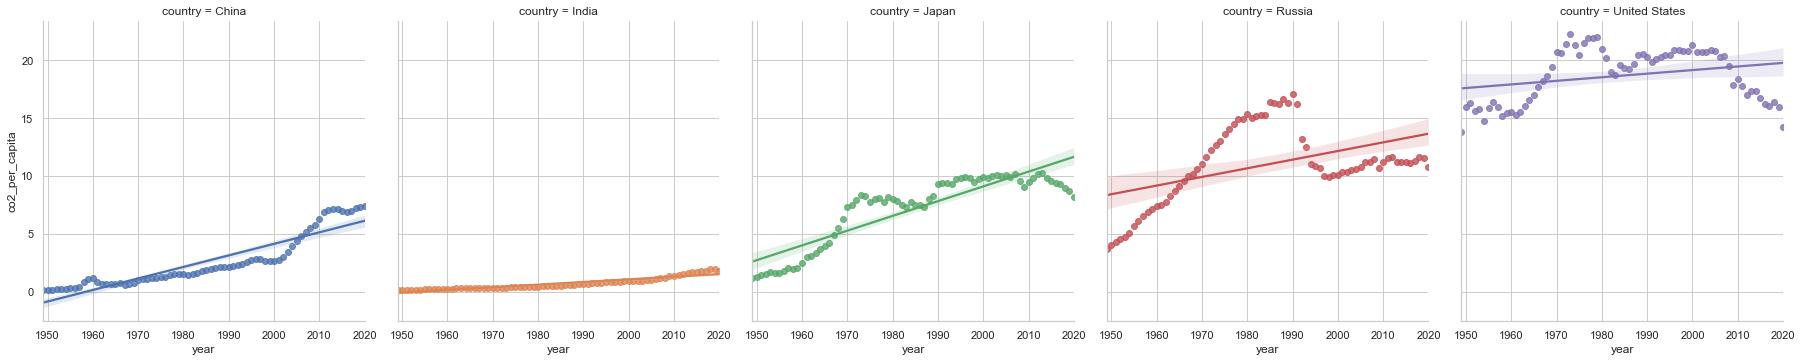 country = China
country = India
country = Japan
country = Russia
country = United States
co2_per_capita
20
15
10
5
0
1950 1960 1970 1980 1990 2000 2010 2020
1950 1960 1970 1980 1990 2000 2010 2020
1950 1960 1970 1980 1990 2000 2010 2020
1950 1960 1970 1980 1990 2000 2010 2020
1950 1960 1970 1980 1990 2000 2010 2020
year
year
year
year
year